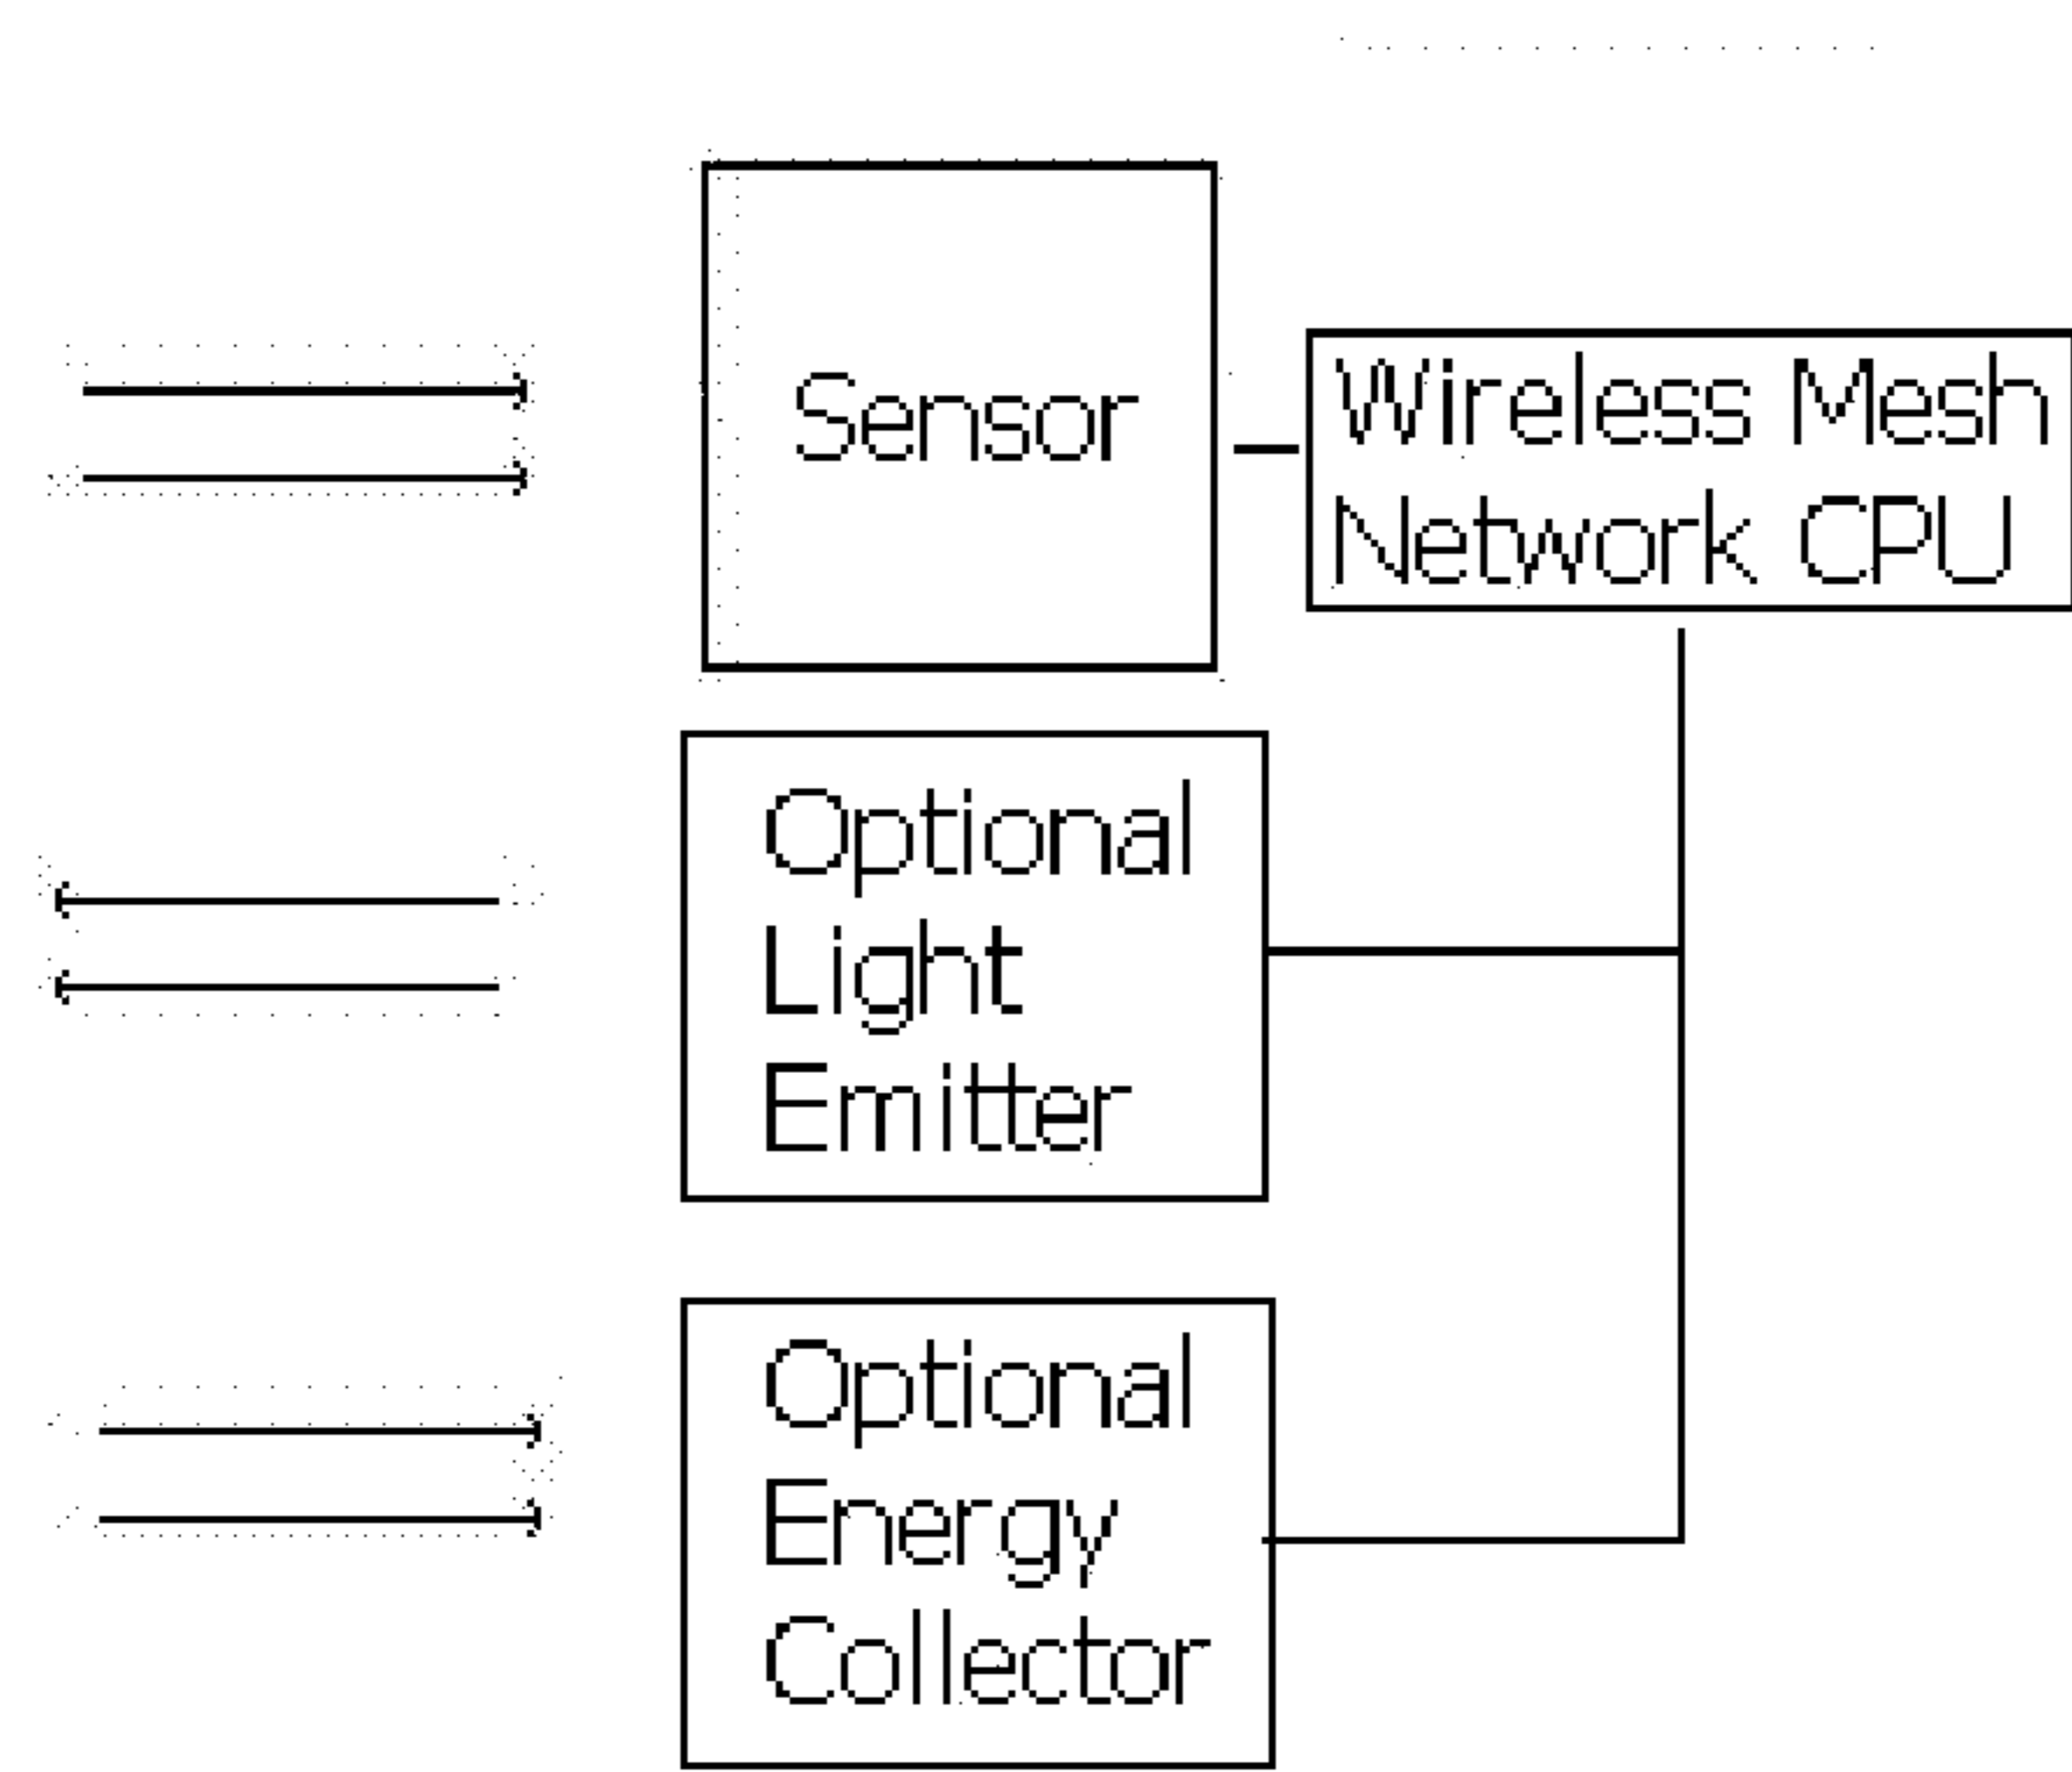 Sensor
Wireless Mesh
Network CPU
Optional
Light
Emitter
Optional
Energy
Collector